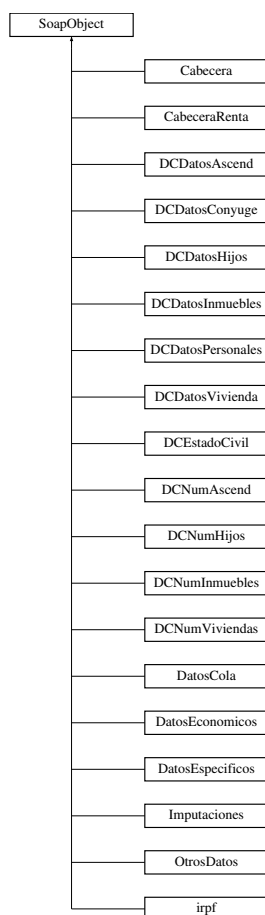 SoapObject
Cabecera
CabeceraRenta
DCDatosAscend
DCDatosConyuge
DCDatosHijos
DCDatosInmuebles
DCDatosPersonales
DCDatosVivienda
DCEstadoCivil
DCNumAscend
DCNumHijos
DCNumInmuebles
DCNumViviendas
DatosCola
DatosEconomicos
DatosEspecificos
Imputaciones
OtrosDatos
irpf